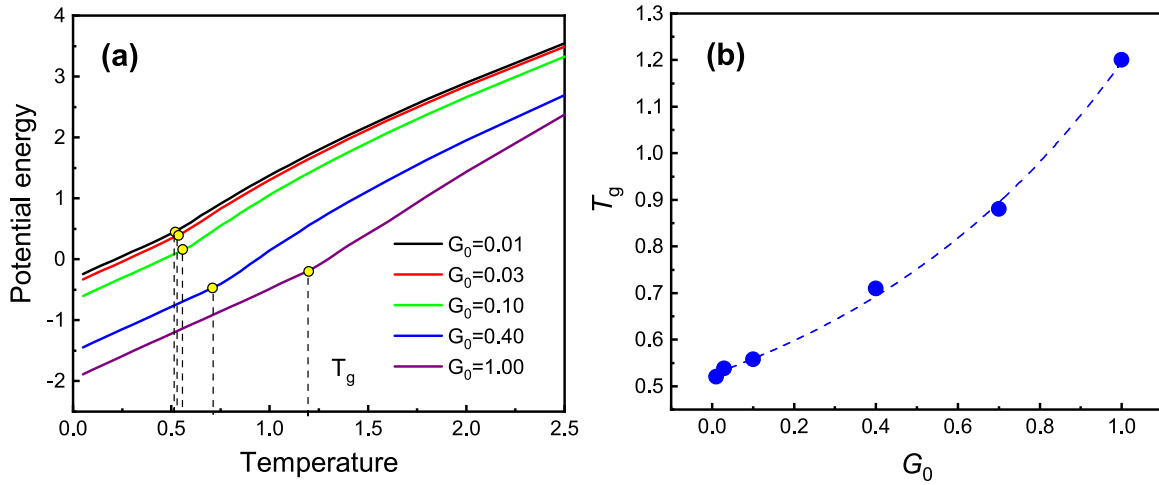 (a)
Potential energy
4
3
2
1
0
-1
-2
0.0 0.5 1.0 1.5 2.0 2.5
Temperature
G₀=0.01
G₀=0.03
G₀=0.10
G₀=0.40
G₀=1.00
T_g
(b)
T_g
1.3
1.2
1.1
1.0
0.9
0.8
0.7
0.6
0.5
0.0 0.2 0.4 0.6 0.8 1.0
G₀